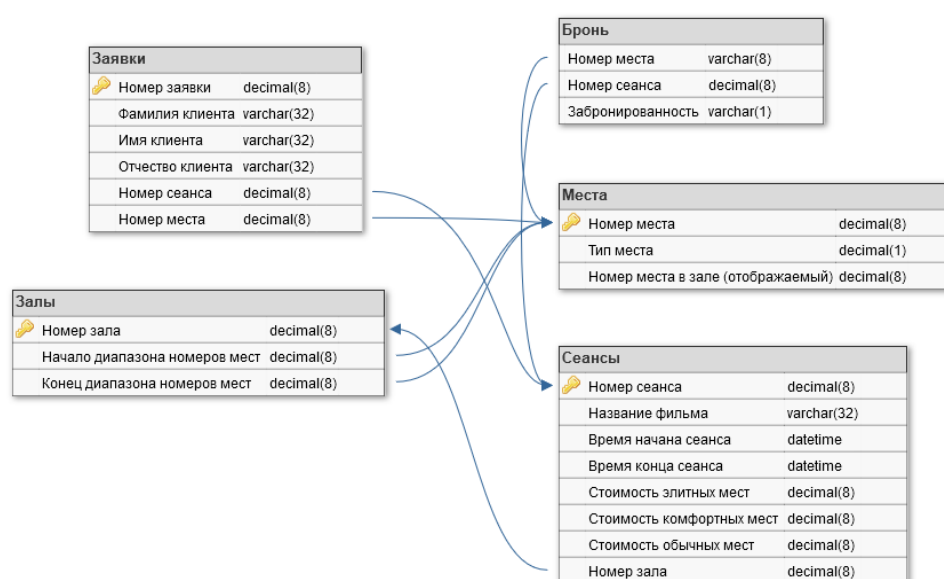 Заявки
Номер заявки decimal(8)
Фамилия клиента varchar(32)
Имя клиента varchar(32)
Отчество клиента varchar(32)
Номер сеанса decimal(8)
Номер места decimal(8)
Бронь
Номер места varchar(8)
Номер сеанса decimal(8)
Забронированность varchar(1)
Места
Номер места decimal(8)
Тип места decimal(1)
Номер места в зале (отображаемый) decimal(8)
Залы
Номер зала decimal(8)
Начало диапазона номеров мест decimal(8)
Конец диапазона номеров мест decimal(8)
Сеансы
Номер сеанса decimal(8)
Название фильма varchar(32)
Время начана сеанса datetime
Время конца сеанса datetime
Стоимость элитных мест decimal(8)
Стоимость комфортных мест decimal(8)
Стоимость обычных мест decimal(8)
Номер зала decimal(8)